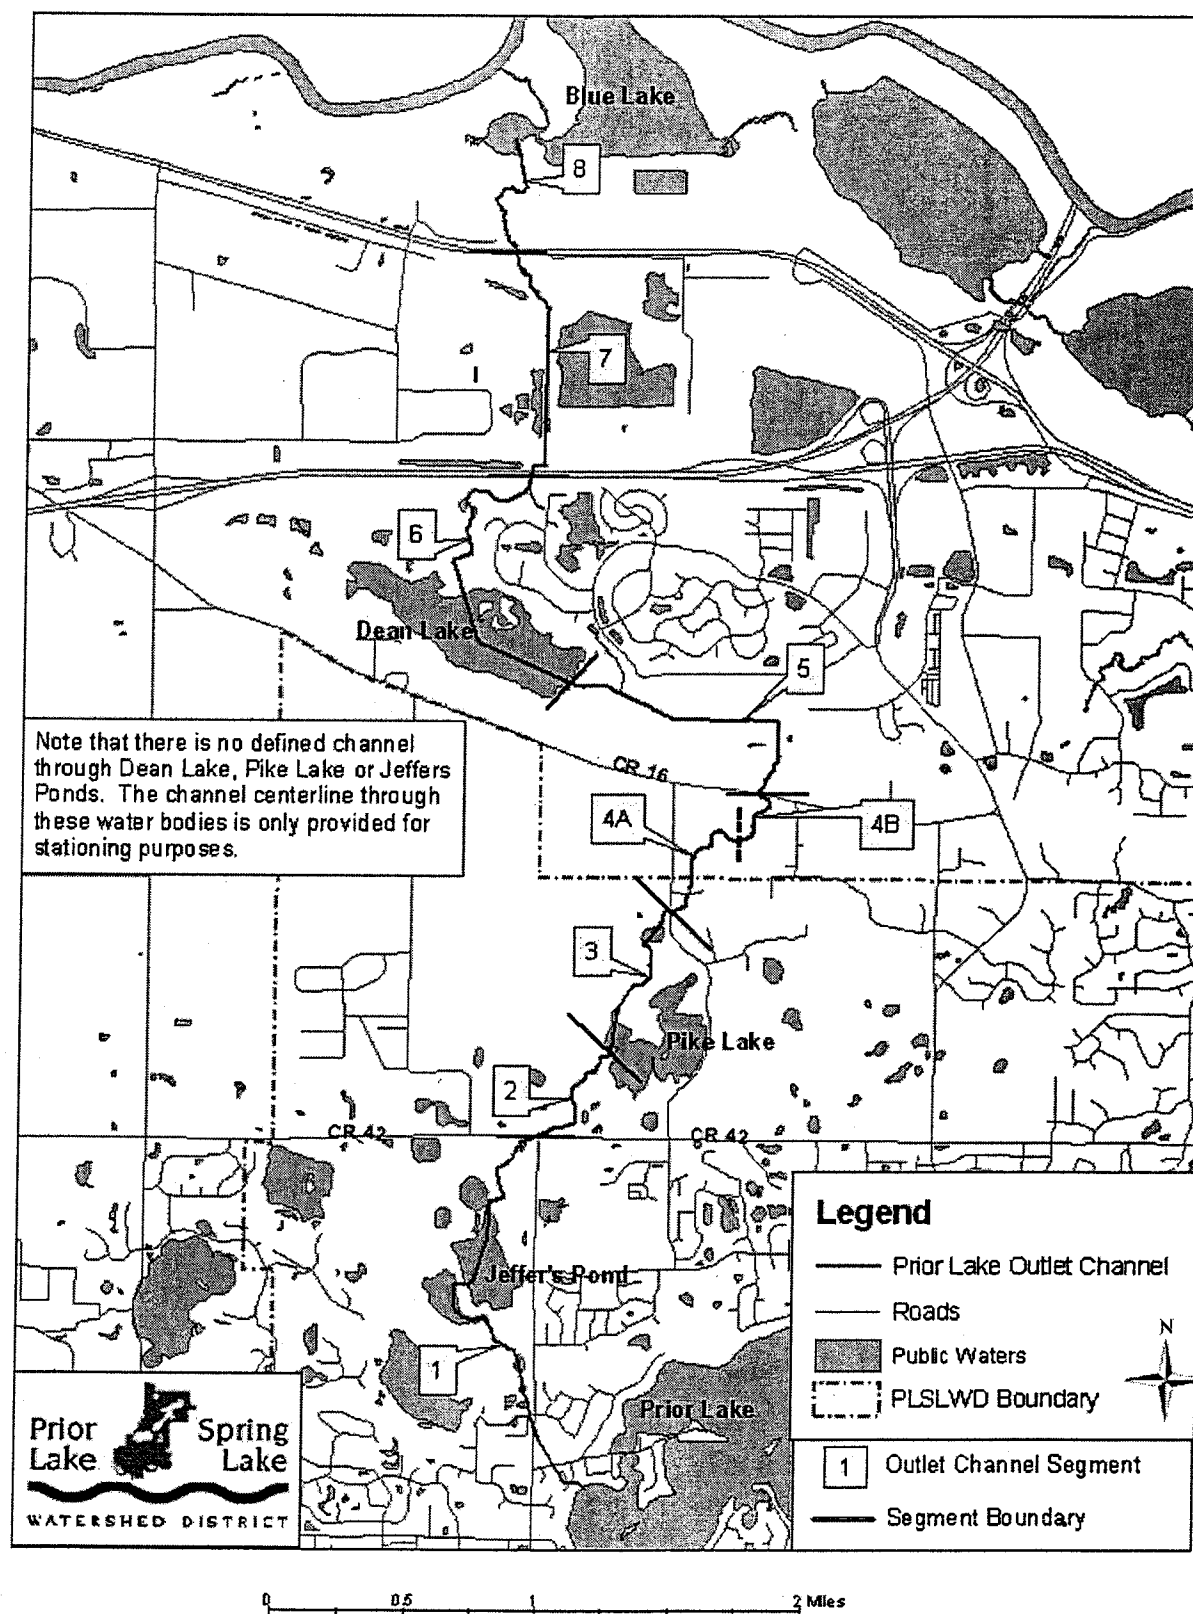 Blue Lake
8
7
6
Dean Lake
5
Note that there is no defined channel
through Dean Lake, Pike Lake or Jeffers
Ponds. The channel centerline through
these water bodies is only provided for
stationing purposes.
CR 16
4A
4B
3
Pike Lake
2
CR 42
CR 42
Jeffer's Pond
1
Prior Lake
Legend
Prior Lake Outlet Channel
Roads
Public Waters
PLSLWD Boundary
N
1 Outlet Channel Segment
Segment Boundary
Prior Spring
Lake Lake
WATERSHED DISTRICT
0 0.5 1 2 Miles